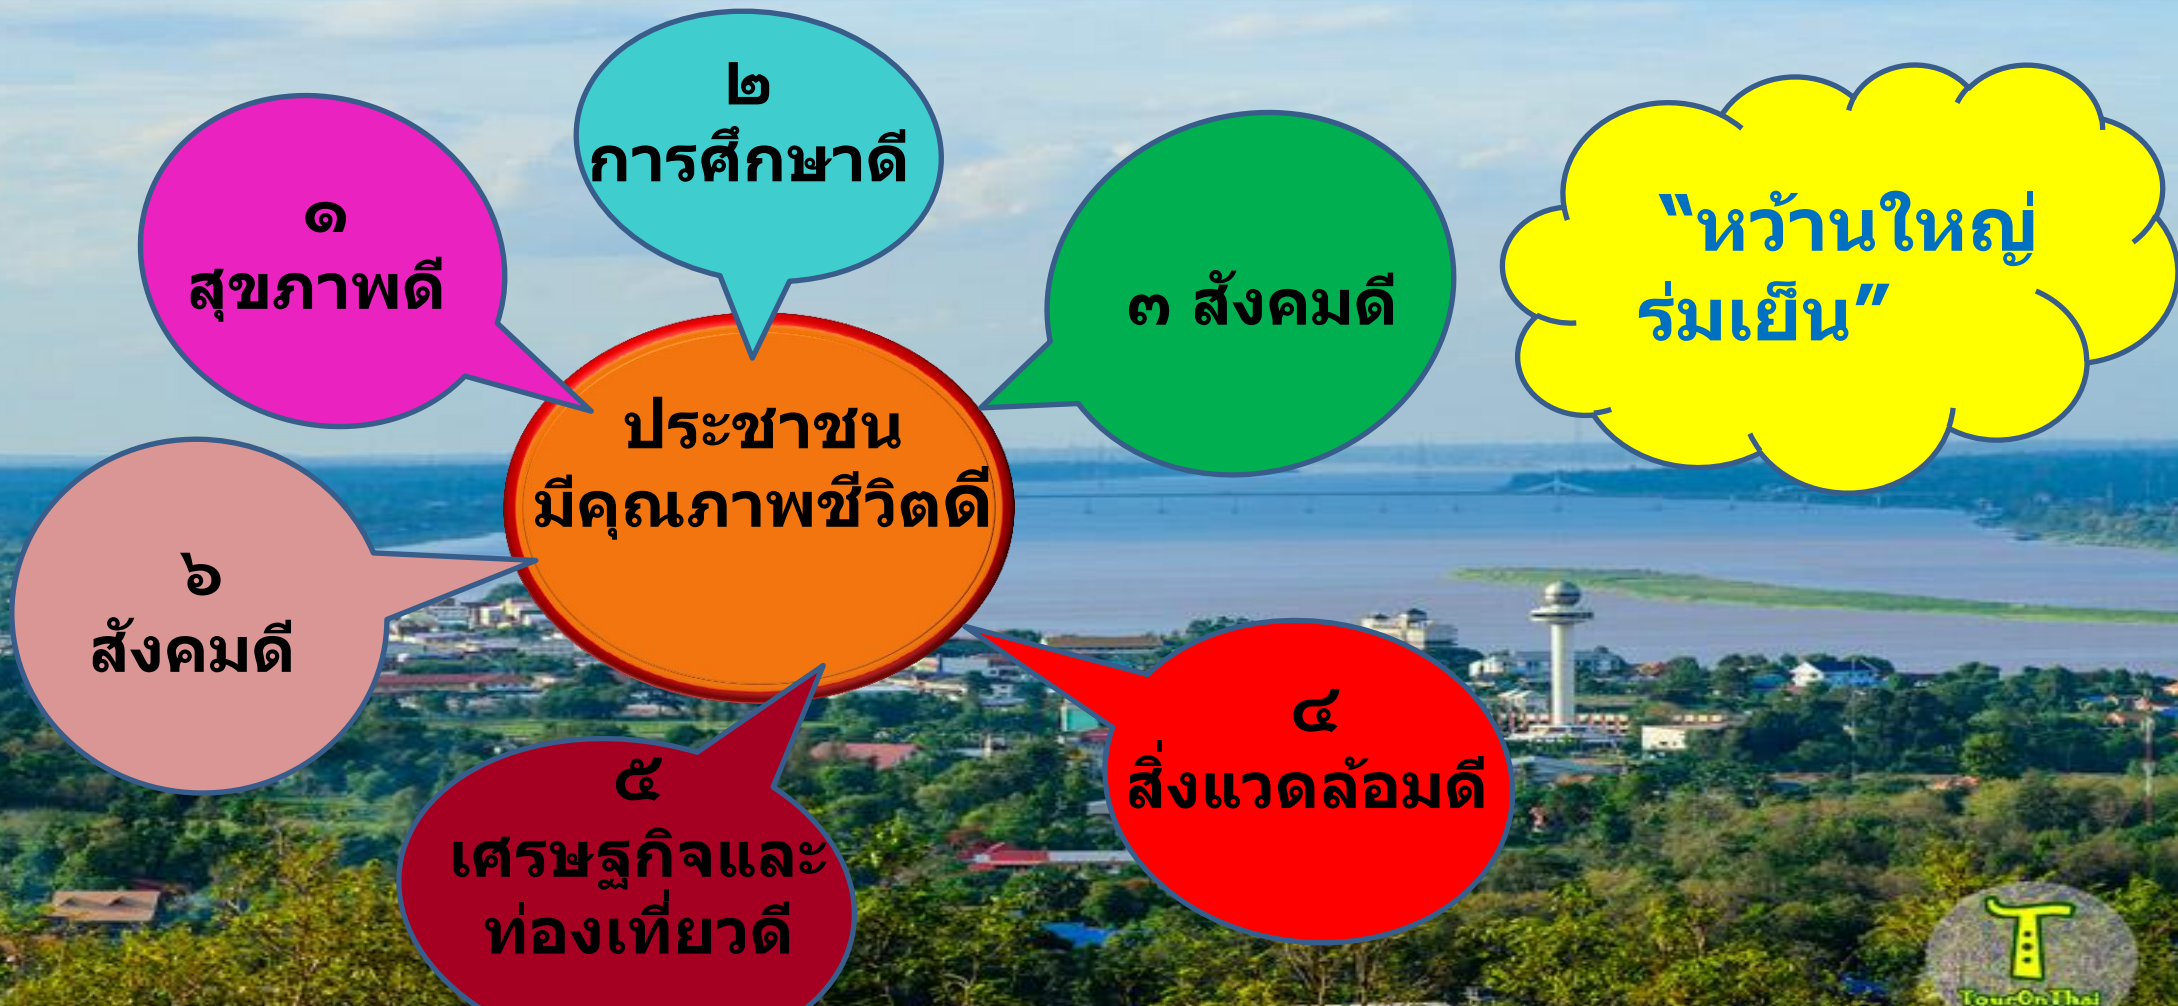 ๑
สุขภาพดี
๒
การศึกษาดี
๓ สังคมดี
“หว้านใหญ่
ร่มเย็น”
ประชาชน
มีคุณภาพชีวิตดี
๖
สังคมดี
๔
สิ่งแวดล้อมดี
๕
เศรษฐกิจและ
ท่องเที่ยวดี
T
TourOnThai